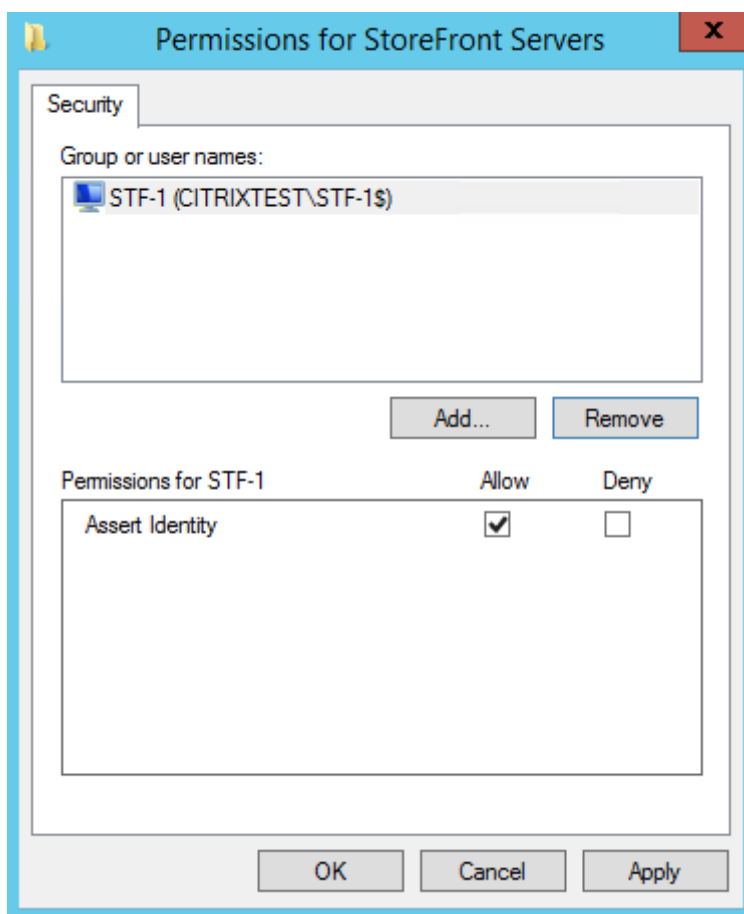 Permissions for StoreFront Servers
x
Security
Group or user names:
STF-1 (CITRIXTEST\STF-1$)
Add... Remove
Permissions for STF-1 Allow Deny
Assert Identity
OK Cancel Apply